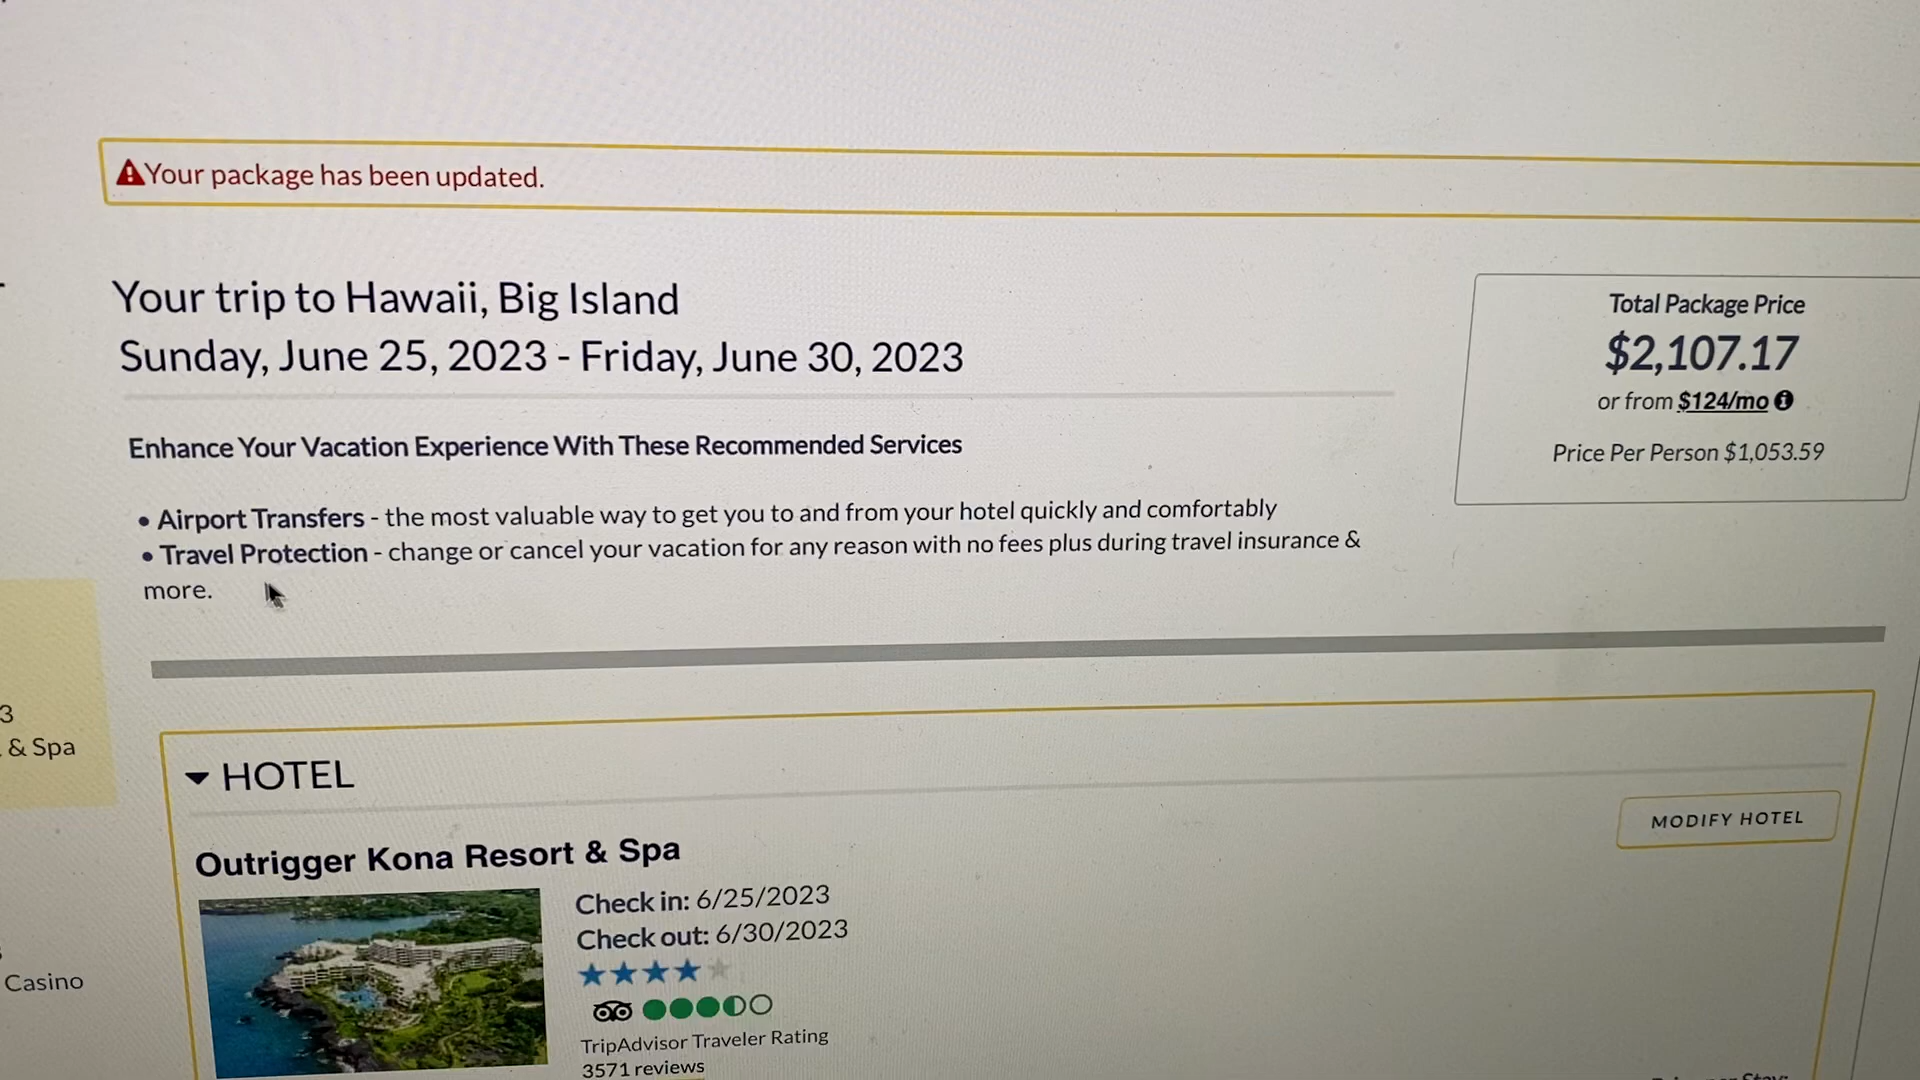 Your package has been updated.
Your trip to Hawaii, Big Island
Sunday, June 25, 2023 - Friday, June 30, 2023
Total Package Price
$2,107.17
or from $124/mo
Price Per Person $1,053.59
Enhance Your Vacation Experience With These Recommended Services
• Airport Transfers - the most valuable way to get you to and from your hotel quickly and comfortably
• Travel Protection - change or cancel your vacation for any reason with no fees plus during travel insurance &
more.
3
& Spa
Casino
HOTEL
MODIFY HOTEL
Outrigger Kona Resort & Spa
Check in: 6/25/2023
Check out: 6/30/2023
TripAdvisor Traveler Rating
3571 reviews